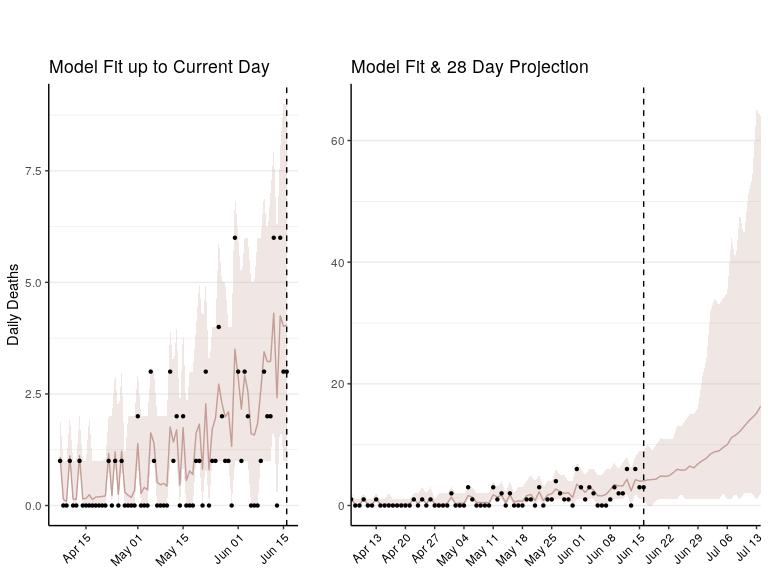 Model Fit up to Current Day
Model Fit & 28 Day Projection
Daily Deaths
7.5
5.0
2.5
0.0
Apr 15
May 01
May 15
Jun 01
Jun 15
60
40
20
0
Apr 13
Apr 20
Apr 27
May 04
May 11
May 18
May 25
Jun 01
Jun 08
Jun 15
Jun 22
Jun 29
Jul 06
Jul 13